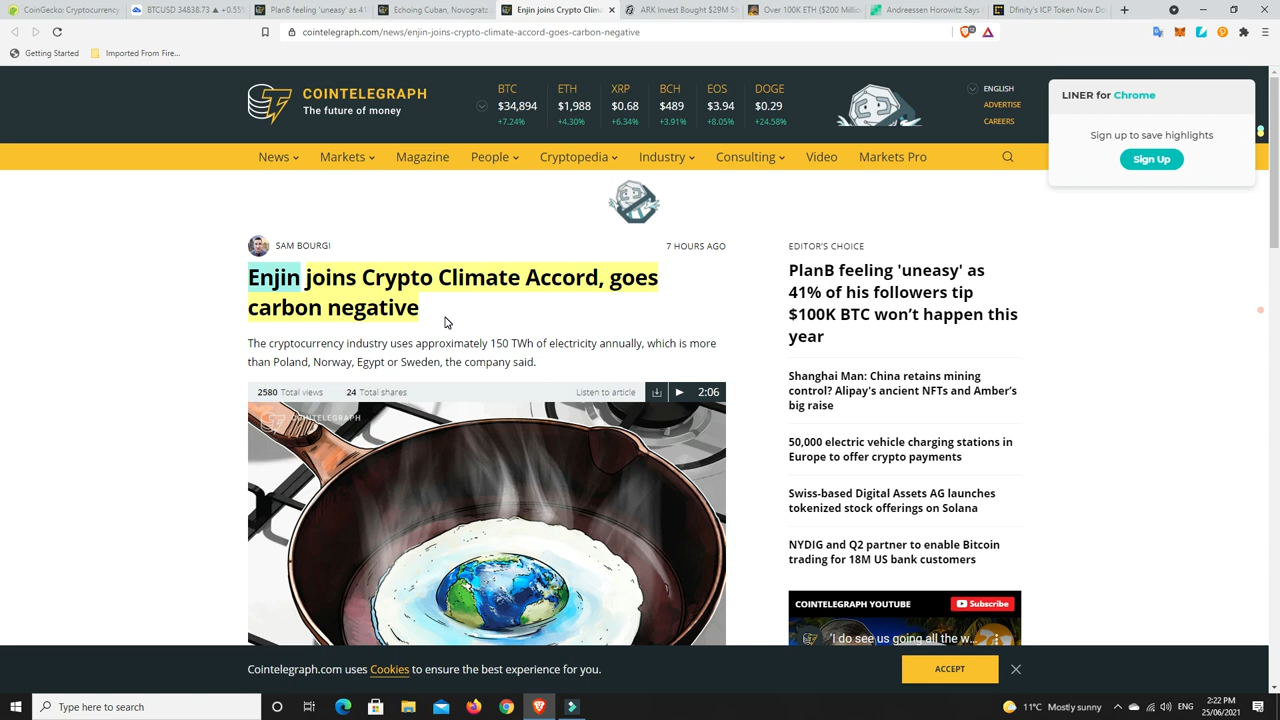 CoinGecko: Cryptocurrency
BTCUSD 34838.73 ▲ +0.55%
PlanB feeling 'uneasy' as 41
Echoing Cuban, Novogratz
Enjin joins Crypto Clima
ARK Invest Bought $29M S
Over 100K ETH ($200 Millio
Andreessen Horowitz Says
Dfinity's ICP Token Now Do
cointelegraph.com/news/enjin-joins-crypto-climate-accord-goes-carbon-negative
Getting Started
Imported From Fire...
COINTELEGRAPH
The future of money
BTC ETH XRP BCH EOS DOGE
$34,894 $1,988 $0.68 $489 $3.94 $0.29
+7.24% +4.30% +6.34% +3.91% +8.05% +24.58%
ENGLISH
ADVERTISE
CAREERS
LINER for Chrome
Sign up to save highlights
Sign Up
News Markets Magazine People Cryptopedia Industry Consulting Video Markets Pro
SAM BOURGI
7 HOURS AGO
Enjin joins Crypto Climate Accord, goes
carbon negative
The cryptocurrency industry uses approximately 150 TWh of electricity annually, which is more
than Poland, Norway, Egypt or Sweden, the company said.
2580 Total views 24 Total shares Listen to article 2:06
COINTELEGRAPH
EDITOR'S CHOICE
PlanB feeling 'uneasy' as
41% of his followers tip
$100K BTC won't happen this
year
Shanghai Man: China retains mining
control? Alipay's ancient NFTs and Amber's
big raise
50,000 electric vehicle charging stations in
Europe to offer crypto payments
Swiss-based Digital Assets AG launches
tokenized stock offerings on Solana
NYDIG and Q2 partner to enable Bitcoin
trading for 18M US bank customers
COINTELEGRAPH YOUTUBE
Subscribe
'I do see us going all the w...
Cointelegraph.com uses Cookies to ensure the best experience for you.
ACCEPT
Type here to search
11°C Mostly sunny
ENG
2:22 PM
25/06/2021